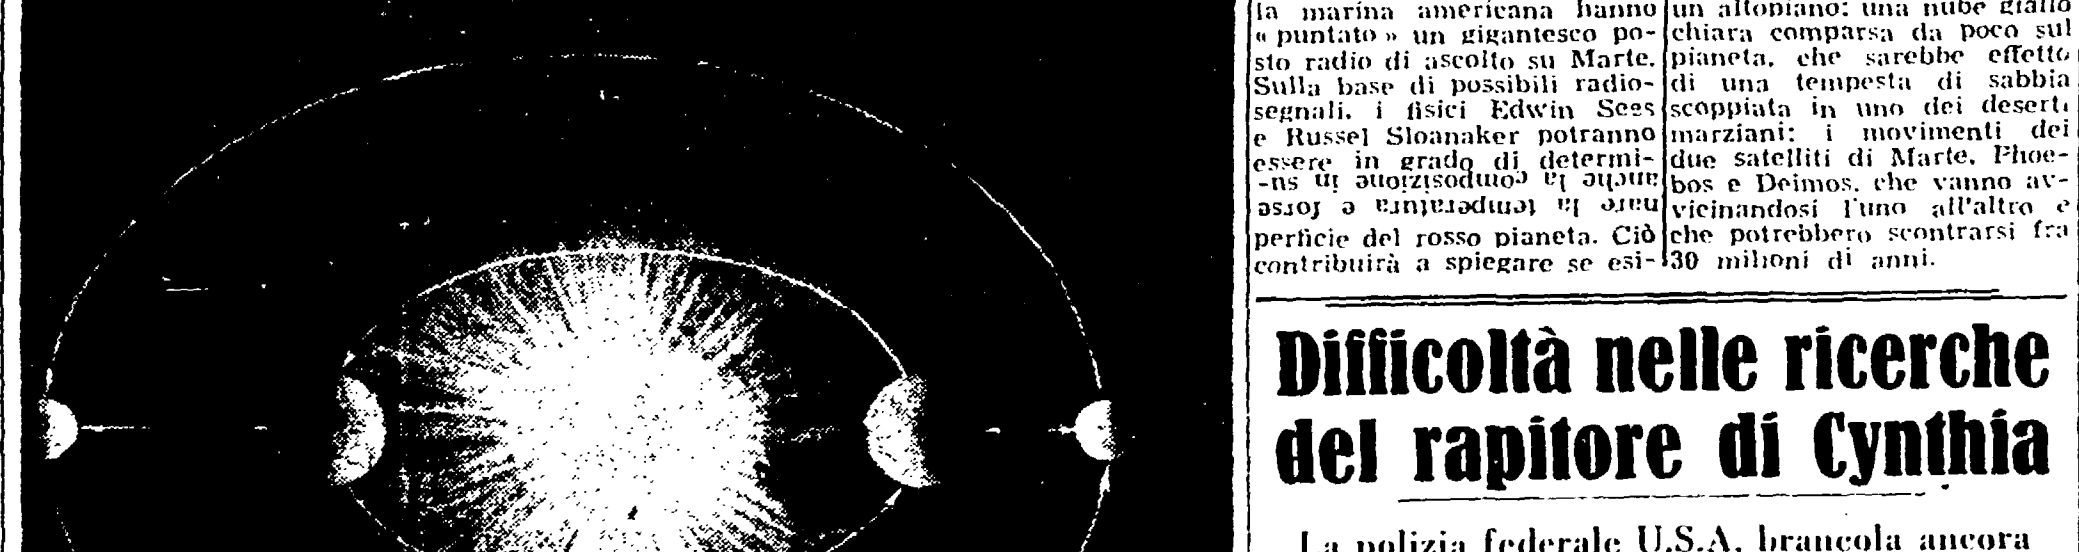 la marina americana hanno
« puntato » un gigantesco po-
sto radio di ascolto su Marte.
Sulla base di possibili radio-
segnali, i fisici Edwin Sees
e Russel Sloanaker potranno
essere in grado di determi-
nare la temperatura e forse
anche la composizione in su-
perficie del rosso pianeta. Ciò
contribuirà a spiegare se esi-
un altopiano; una nube giallo
chiara comparsa da poco sul
pianeta, che sarebbe effetto
di una tempesta di sabbia
scoppiata in uno dei deserti
marziani; i movimenti dei
due satelliti di Marte, Phoe-
bos e Deimos, che vanno av-
vicinandosi l'uno all'altro e
che potrebbero scontrarsi fra
30 milioni di anni.
Difficoltà nelle ricerche
del rapitore di Cynthia
La polizia federale U.S.A. brancola ancora